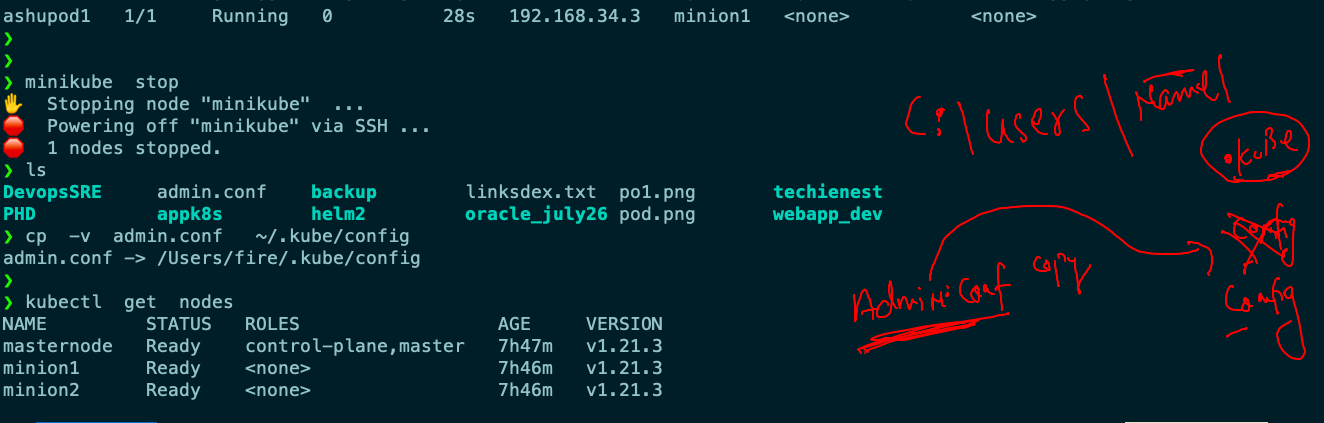 ashupod1   1/1     Running   0          28s   192.168.34.3   minion1   <none>           <none>
❯
❯
❯ minikube  stop
✋  Stopping node "minikube"  ...
🛑  Powering off "minikube" via SSH ...
🛑  1 nodes stopped.
❯ ls
DevopsSRE     admin.conf    backup        linksdex.txt  po1.png       techienest
PHD           appk8s        helm2         oracle_july26 pod.png       webapp_dev
❯ cp  -v  admin.conf   ~/.kube/config
admin.conf -> /Users/fire/.kube/config
❯
❯ kubectl  get  nodes
NAME         STATUS   ROLES                  AGE     VERSION
masternode   Ready    control-plane,master   7h47m   v1.21.3
minion1      Ready    <none>                 7h46m   v1.21.3
minion2      Ready    <none>                 7h46m   v1.21.3
C:\users\Name\
.kuBe
config
Admin.conf copy
config